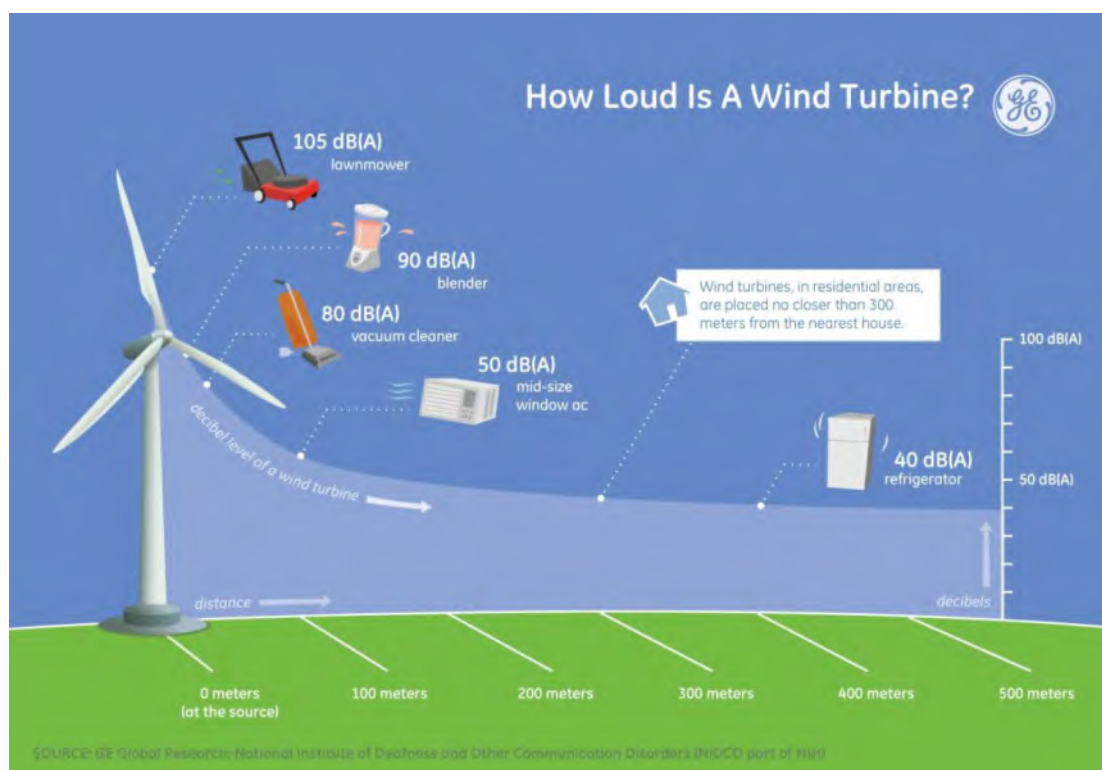 How Loud Is A Wind Turbine?
GE
105 dB(A)
lawnmower
90 dB(A)
blender
80 dB(A)
vacuum cleaner
50 dB(A)
mid-size
window ac
Wind turbines, in residential areas,
are placed no closer than 300
meters from the nearest house.
100 dB(A)
40 dB(A)
refrigerator
50 dB(A)
decibel level of a wind turbine
distance
decibels
0 meters
(at the source)
100 meters
200 meters
300 meters
400 meters
500 meters
SOURCE: GE Global Research; National Institute of Deafness and Other Communication Disorders (NIDCD part of NIH)